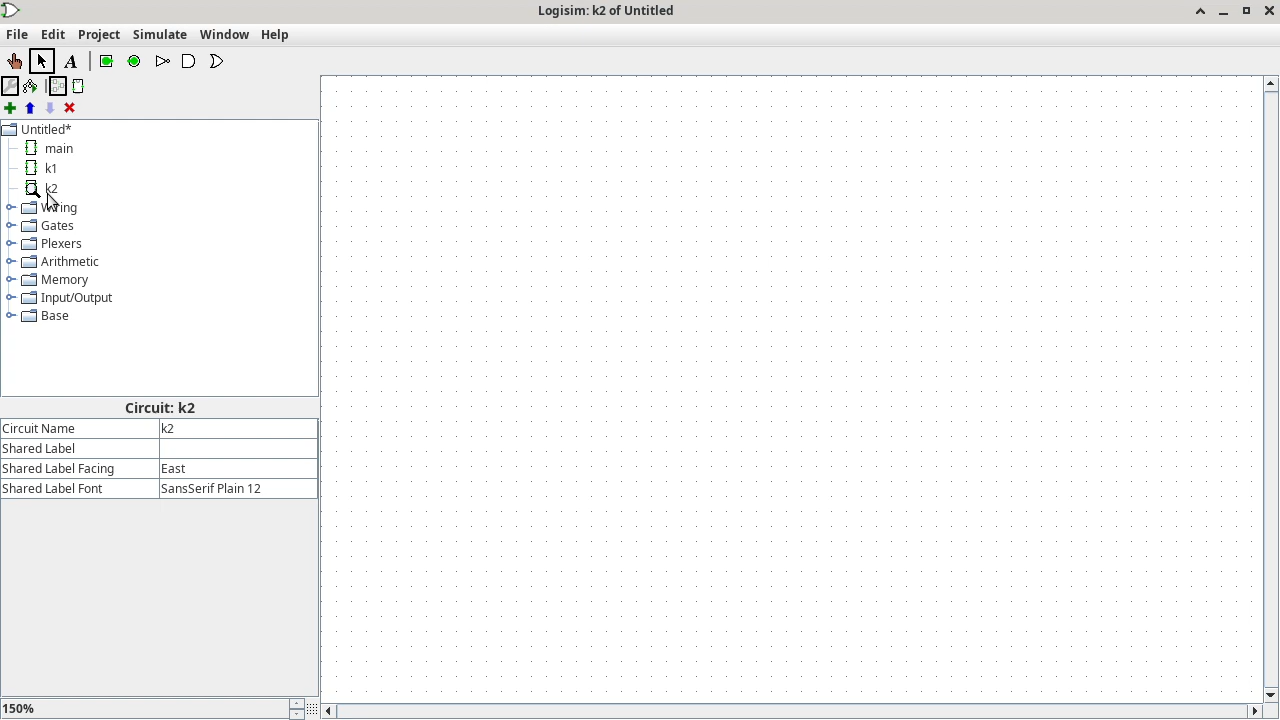 Logisim: k2 of Untitled
File Edit Project Simulate Window Help
A
Untitled*
main
k1
k2
Wiring
Gates
Plexers
Arithmetic
Memory
Input/Output
Base
Circuit: k2
Circuit Name k2
Shared Label
Shared Label Facing East
Shared Label Font SansSerif Plain 12
150%